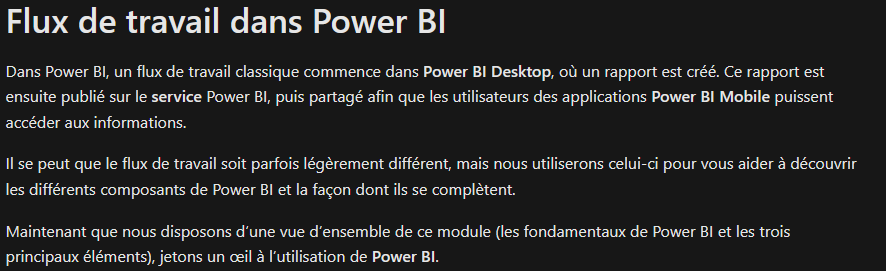 Flux de travail dans Power BI
Dans Power BI, un flux de travail classique commence dans Power BI Desktop, où un rapport est créé. Ce rapport est
ensuite publié sur le service Power BI, puis partagé afin que les utilisateurs des applications Power BI Mobile puissent
accéder aux informations.
Il se peut que le flux de travail soit parfois légèrement différent, mais nous utiliserons celui-ci pour vous aider à découvrir
les différents composants de Power BI et la façon dont ils se complètent.
Maintenant que nous disposons d’une vue d’ensemble de ce module (les fondamentaux de Power BI et les trois
principaux éléments), jetons un œil à l’utilisation de Power BI.